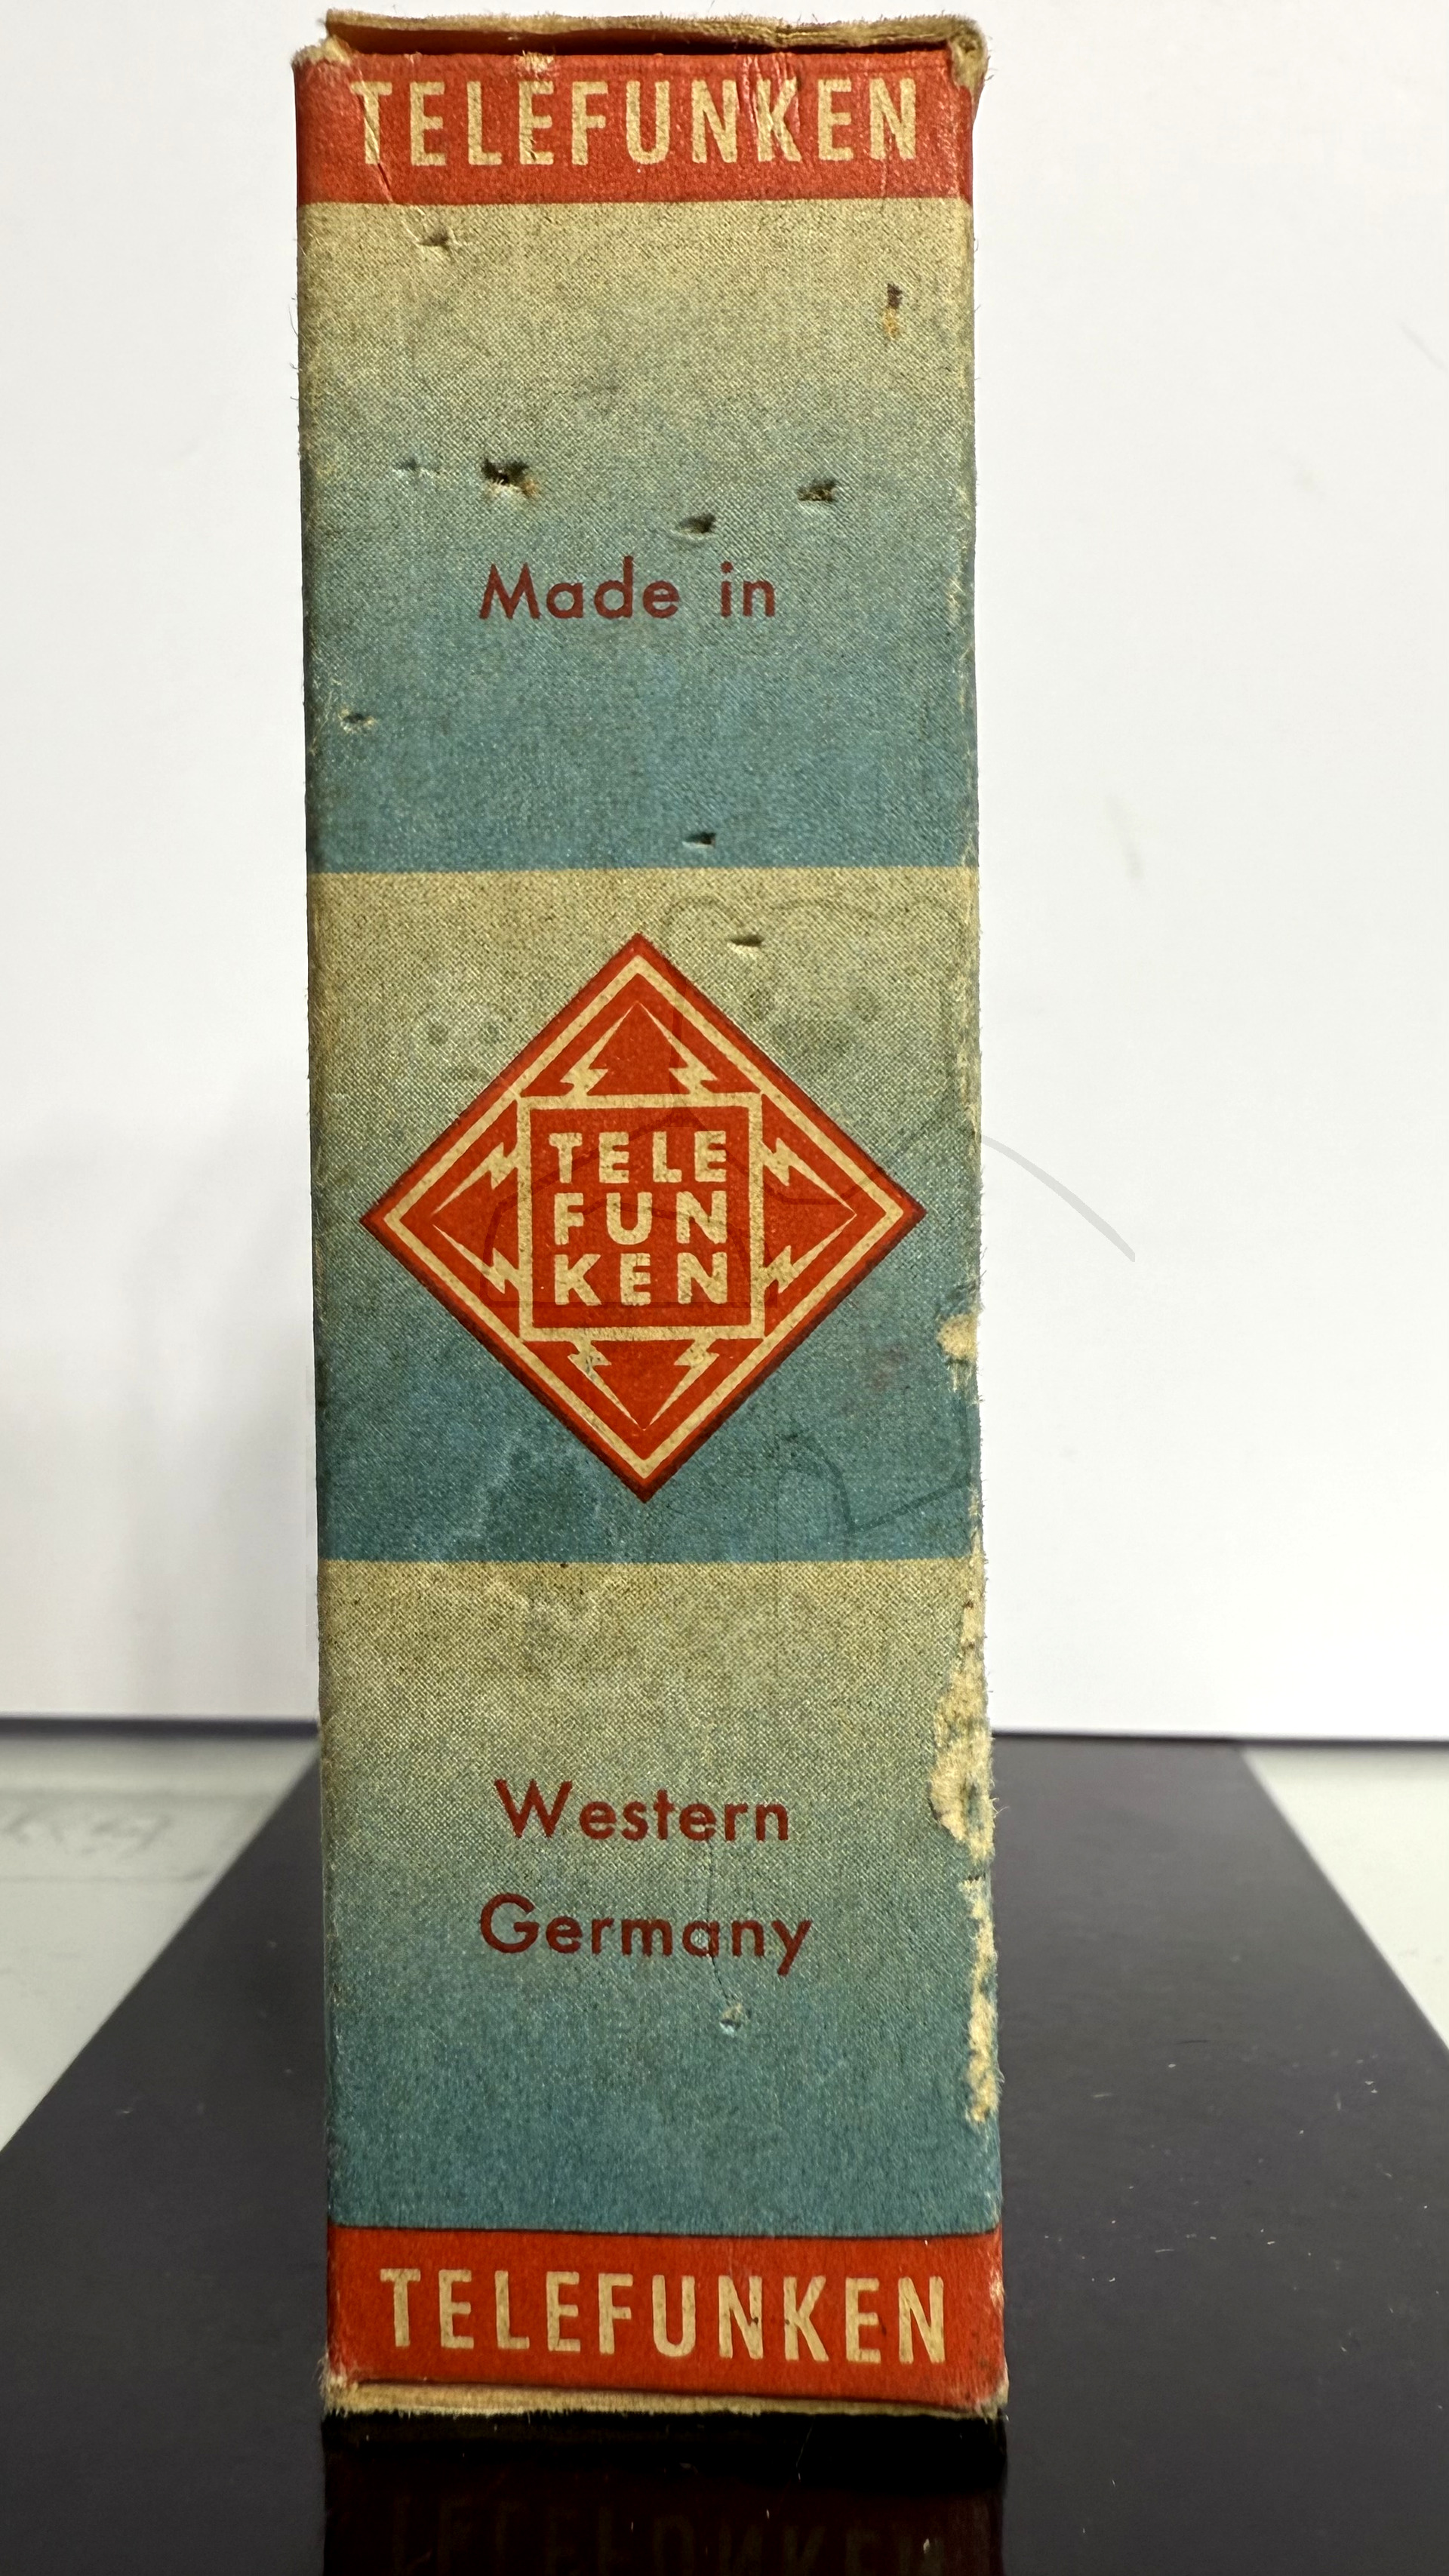 TELEFUNKEN
Made in
TELE
FUN
KEN
Western
Germany
TELEFUNKEN